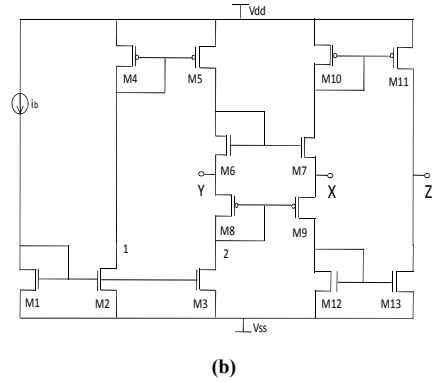 Vdd
M4 M5 M10 M11
ib
M6 M7
Y X Z
M8 M9
1 2
M1 M2 M3 M12 M13
Vss
(b)